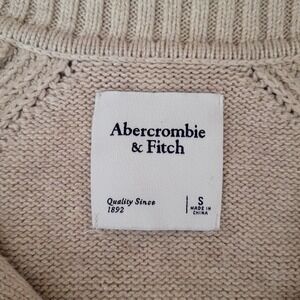 Abercrombie
& Fitch
Quality Since
1892
S
MADE IN
CHINA